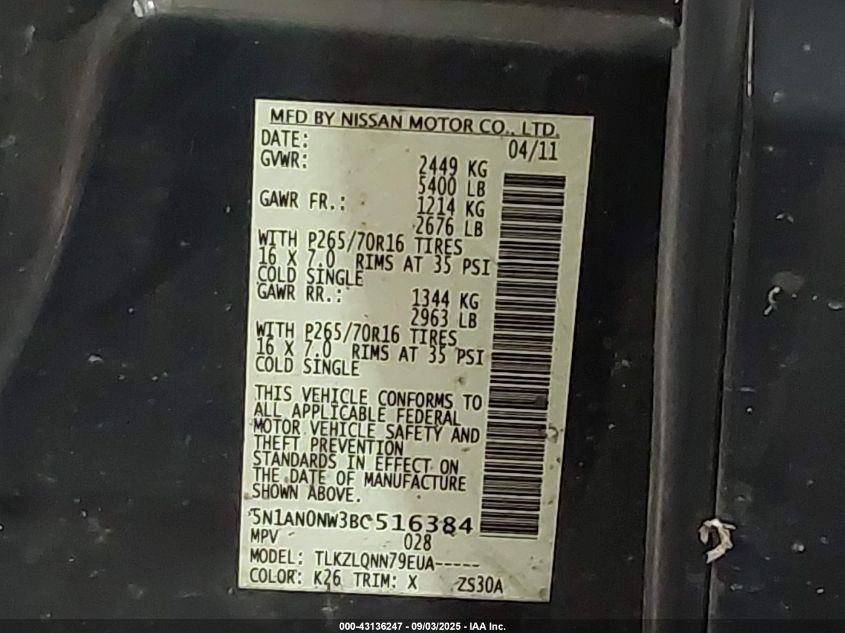 MFD BY NISSAN MOTOR CO., LTD.
DATE: 04/11
GVWR: 2449 KG
5400 LB
GAWR FR.: 1214 KG
2676 LB
WITH P265/70R16 TIRES
16 X 7.0 RIMS AT 35 PSI
COLD SINGLE
GAWR RR.: 1344 KG
2963 LB
WITH P265/70R16 TIRES
16 X 7.0 RIMS AT 35 PSI
COLD SINGLE
THIS VEHICLE CONFORMS TO
ALL APPLICABLE FEDERAL
MOTOR VEHICLE SAFETY AND
THEFT PREVENTION
STANDARDS IN EFFECT ON
THE DATE OF MANUFACTURE
SHOWN ABOVE.
5N1AN0NW3BC516384
MPV 028
MODEL: TLKZLQNN79EUA-----
COLOR: K26 TRIM: X ZS30A
000-43136247 - 09/03/2025 - IAA Inc.